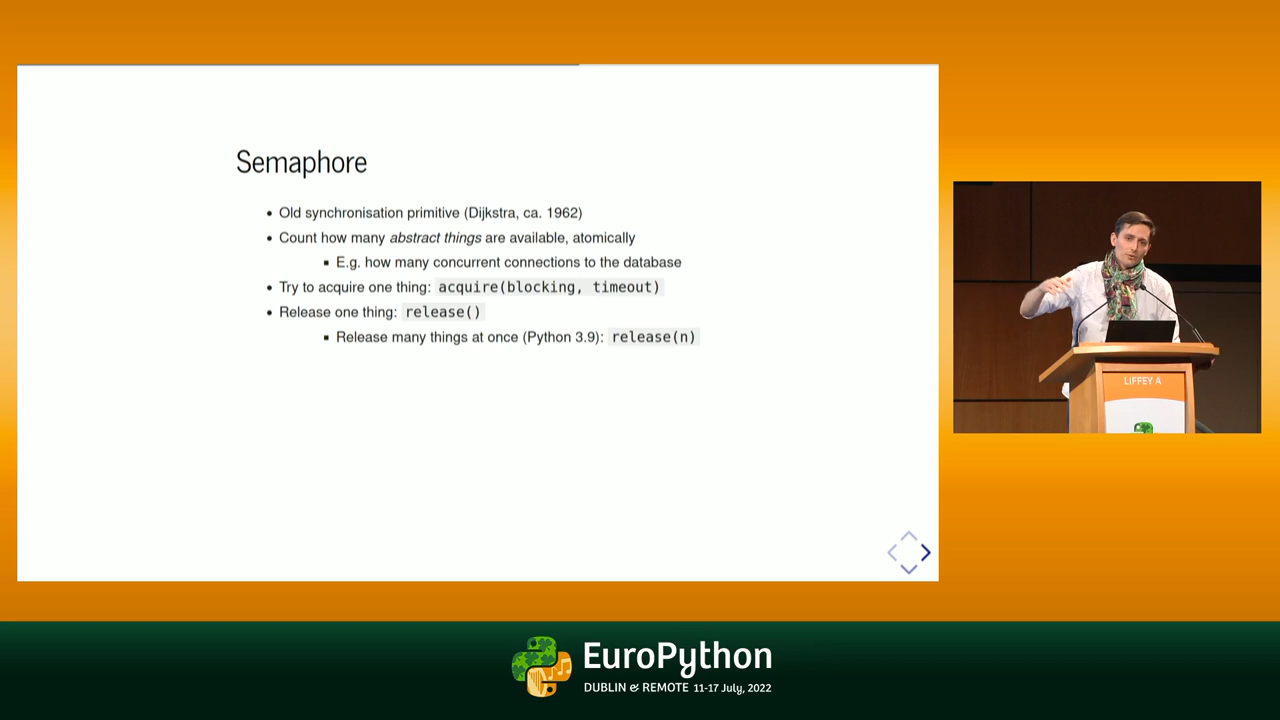 Semaphore
• Old synchronisation primitive (Dijkstra, ca. 1962)
• Count how many abstract things are available, atomically
▪ E.g. how many concurrent connections to the database
• Try to acquire one thing: acquire(blocking, timeout)
• Release one thing: release()
▪ Release many things at once (Python 3.9): release(n)
LIFFEY A
EuroPython
DUBLIN & REMOTE 11-17 July, 2022